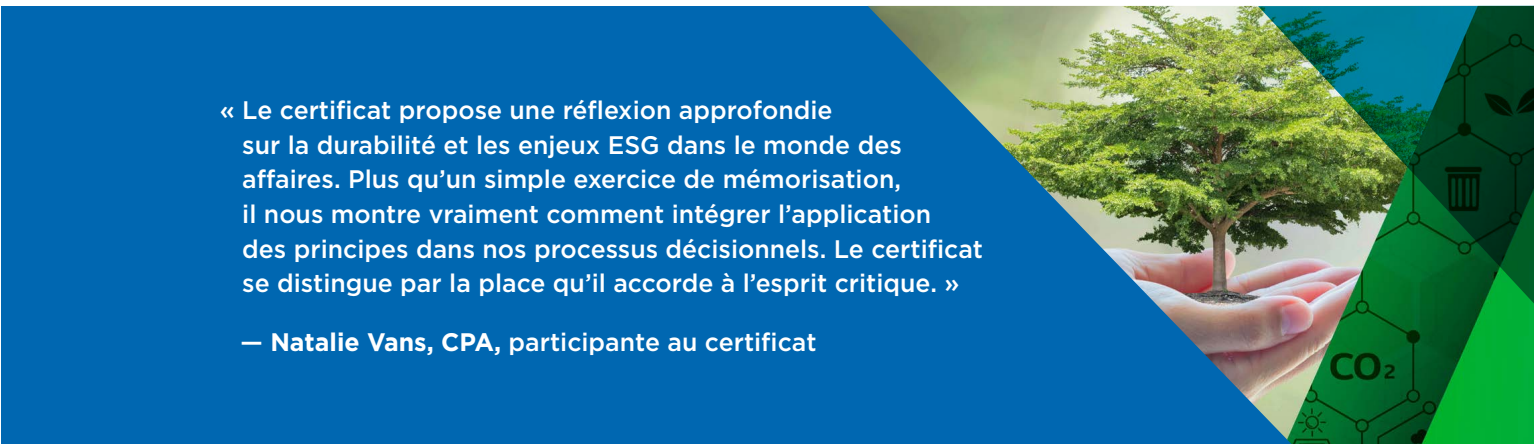 « Le certificat propose une réflexion approfondie
sur la durabilité et les enjeux ESG dans le monde des
affaires. Plus qu’un simple exercice de mémorisation,
il nous montre vraiment comment intégrer l’application
des principes dans nos processus décisionnels. Le certificat
se distingue par la place qu’il accorde à l’esprit critique. »
— Natalie Vans, CPA, participante au certificat
CO₂